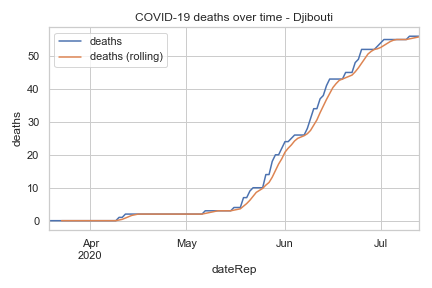 COVID-19 deaths over time - Djibouti
deaths
deaths (rolling)
50
40
30
20
10
0
deaths
Apr
2020
May
Jun
Jul
dateRep